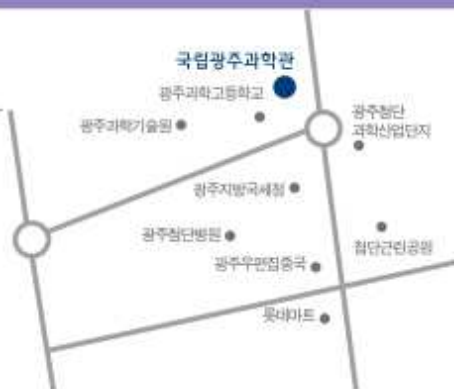 국립광주과학관
광주과학고등학교
광주과학기술원
광주첨단
과학산업단지
광주지방국세청
광주첨단병원
첨단근린공원
광주우편집중국
롯데마트